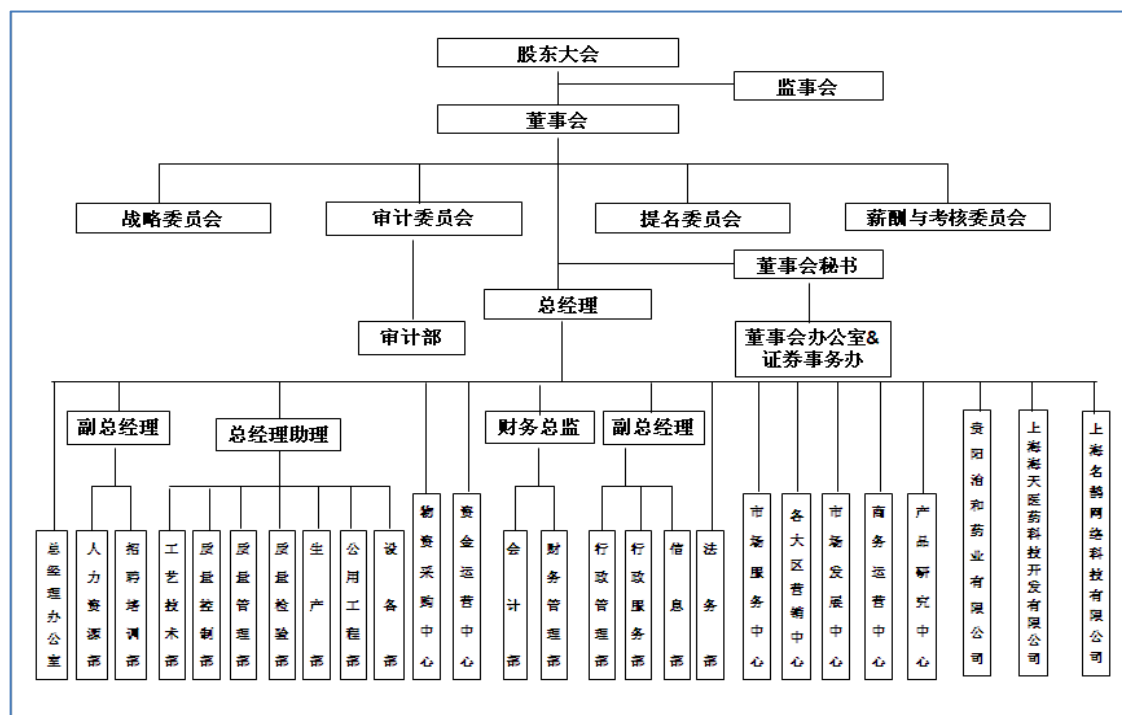 股东大会
监事会
董事会
战略委员会
审计委员会
提名委员会
薪酬与考核委员会
董事会秘书
总经理
审计部
董事会办公室&
证券事务办
副总经理
总经理助理
财务总监
副总经理
总经理办公室
人力资源部
招聘培训部
工艺技术部
质量控制部
质量管理部
质量检验部
生产部
公用工程部
设备部
物资采购中心
资金运营中心
会计部
财务管理部
行政管理部
行政服务部
信息部
法务部
市场服务中心
各大区营销中心
市场发展中心
商务运营中心
产品研究中心
贵阳治和药业有限公司
上海海天医药科技开发有限公司
上海名鹊网络科技有限公司